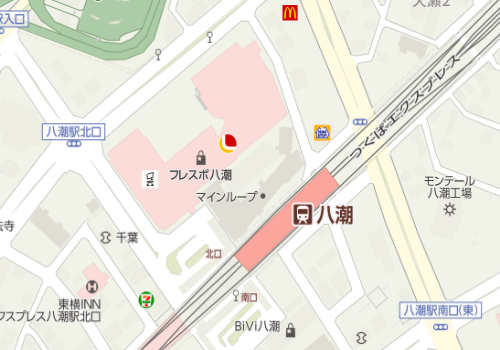 駅入口
大瀬2
八潮駅北口
つくばエクスプレス
フレスポ八潮
マインループ
八潮
モンテール
八潮工場
千葉
北口
南口
東横INN
クスプレス八潮駅北口
BiVi八潮
八潮駅南口(東)